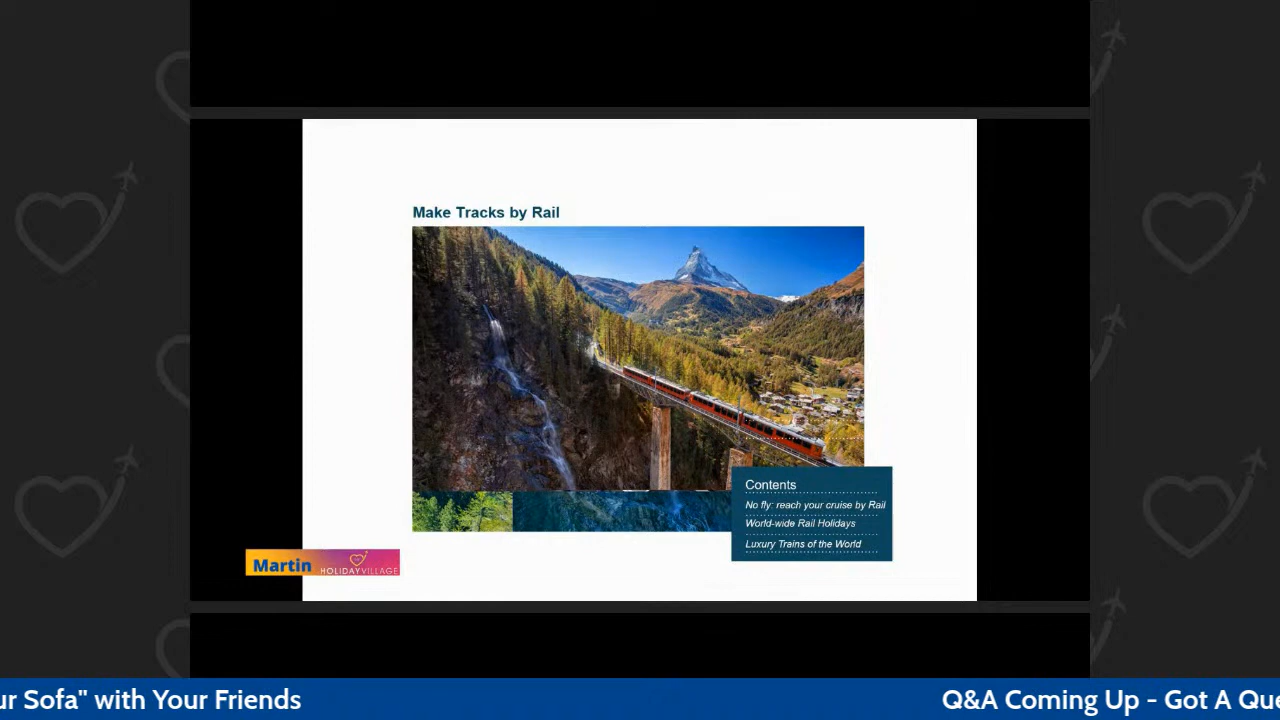 Make Tracks by Rail
Contents
No fly: reach your cruise by Rail
World-wide Rail Holidays
Luxury Trains of the World
Martin
HOLIDAYVILLAGE
ur Sofa" with Your Friends
Q&A Coming Up - Got A Que